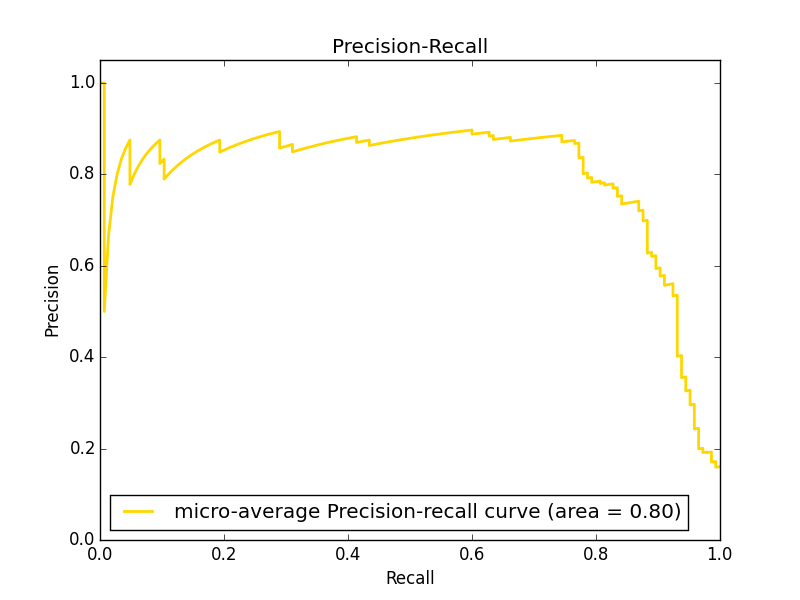 Precision-Recall
1.0
0.8
0.6
0.4
0.2
0.0
Precision
micro-average Precision-recall curve (area = 0.80)
0.0 0.2 0.4 0.6 0.8 1.0
Recall